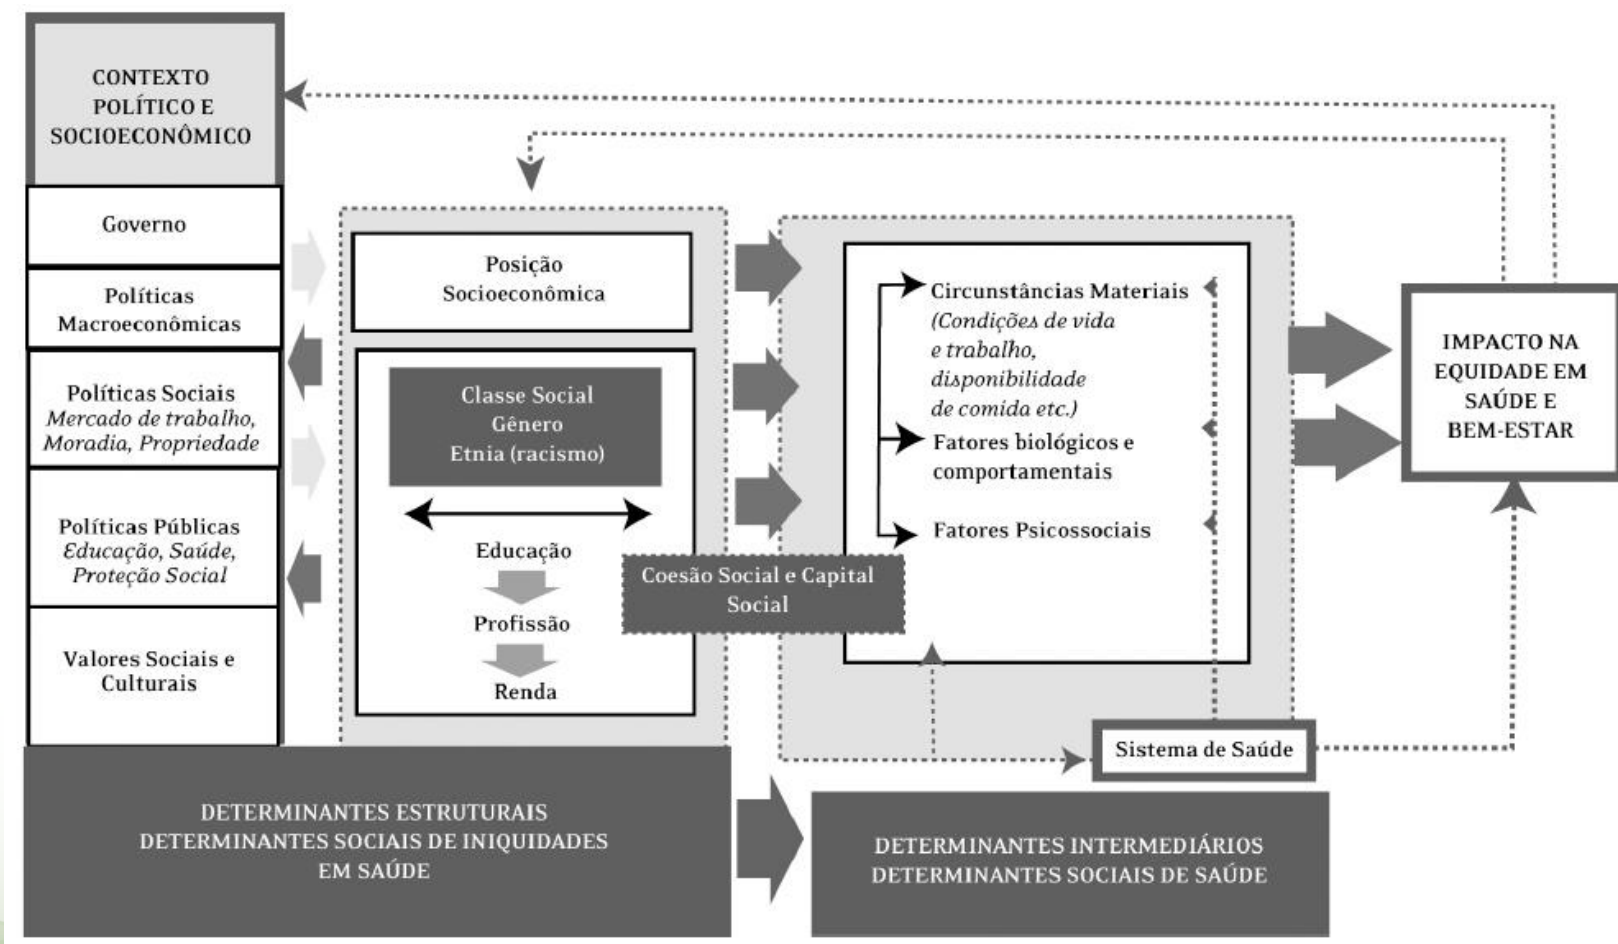 CONTEXTO
POLÍTICO E
SOCIOECONÔMICO
Governo
Políticas
Macroeconômicas
Políticas Sociais
Mercado de trabalho,
Moradia, Propriedade
Políticas Públicas
Educação, Saúde,
Proteção Social
Valores Sociais e
Culturais
Posição
Socioeconômica
Classe Social
Gênero
Etnia (racismo)
Educação
Profissão
Renda
Coesão Social e Capital
Social
Circunstâncias Materiais
(Condições de vida
e trabalho,
disponibilidade
de comida etc.)
Fatores biológicos e
comportamentais
Fatores Psicossociais
Sistema de Saúde
IMPACTO NA
EQUIDADE EM
SAÚDE E
BEM-ESTAR
DETERMINANTES ESTRUTURAIS
DETERMINANTES SOCIAIS DE INIQUIDADES
EM SAÚDE
DETERMINANTES INTERMEDIÁRIOS
DETERMINANTES SOCIAIS DE SAÚDE